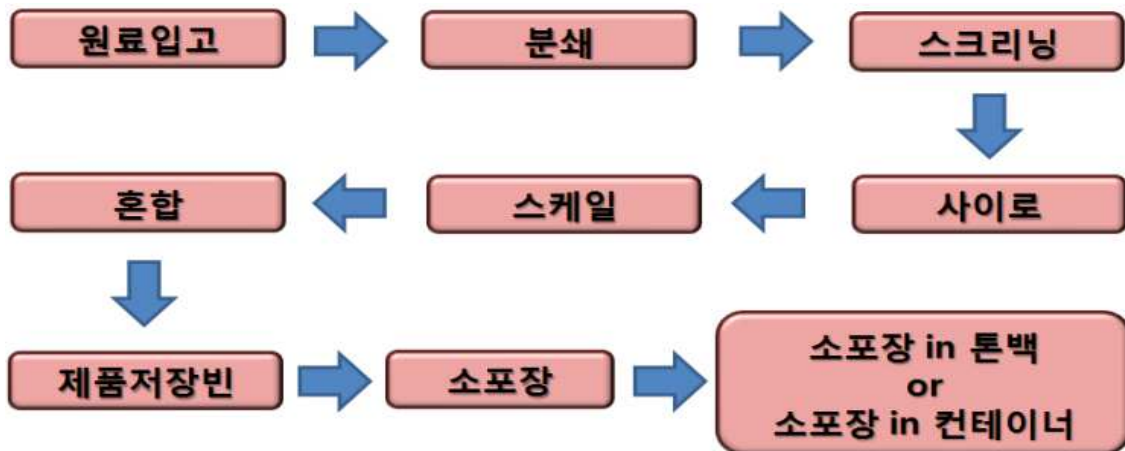 원료입고
분쇄
스크리닝
사이로
스케일
혼합
제품저장빈
소포장
소포장 in 톤백
or
소포장 in 컨테이너